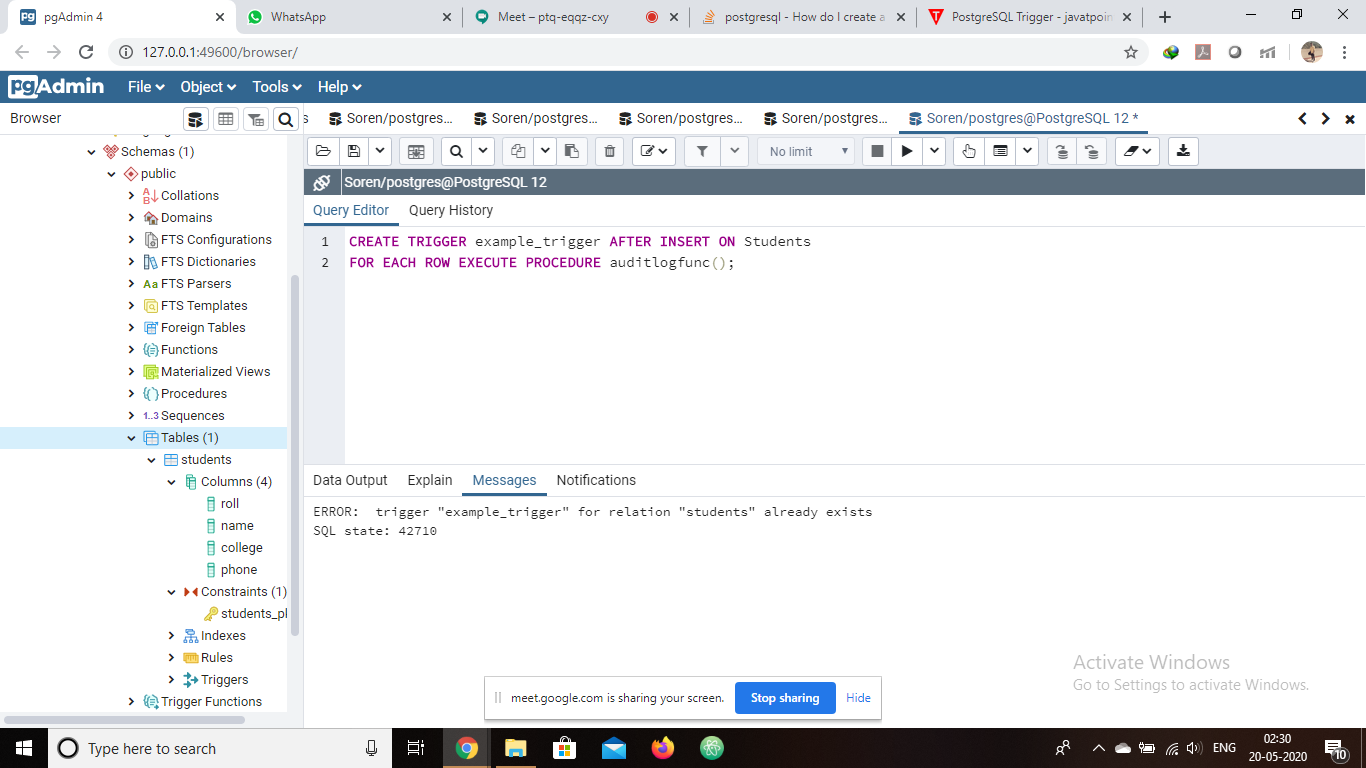 pgAdmin 4
WhatsApp
Meet – ptq-eqqz-cxy
postgresql - How do I create a
PostgreSQL Trigger - javatpoin
127.0.0.1:49600/browser/
pgAdmin File Object Tools Help
Browser
Soren/postgres...
Soren/postgres...
Soren/postgres...
Soren/postgres...
Soren/postgres@PostgreSQL 12 *
No limit
Soren/postgres@PostgreSQL 12
Query Editor Query History
1 CREATE TRIGGER example_trigger AFTER INSERT ON Students
2 FOR EACH ROW EXECUTE PROCEDURE auditlogfunc();
Schemas (1)
public
Collations
Domains
FTS Configurations
FTS Dictionaries
Aa FTS Parsers
FTS Templates
Foreign Tables
Functions
Materialized Views
Procedures
1..3 Sequences
Tables (1)
students
Columns (4)
roll
name
college
phone
Constraints (1)
students_pl
Indexes
Rules
Triggers
Trigger Functions
Data Output Explain Messages Notifications
ERROR:  trigger "example_trigger" for relation "students" already exists
SQL state: 42710
Activate Windows
Go to Settings to activate Windows.
meet.google.com is sharing your screen. Stop sharing Hide
Type here to search
ENG
02:30
20-05-2020
10